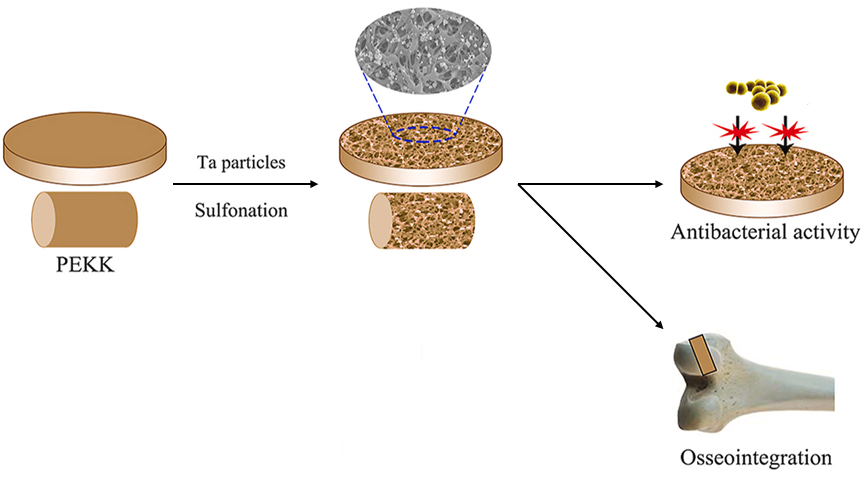 Ta particles
Sulfonation
PEKK
Antibacterial activity
Osseointegration